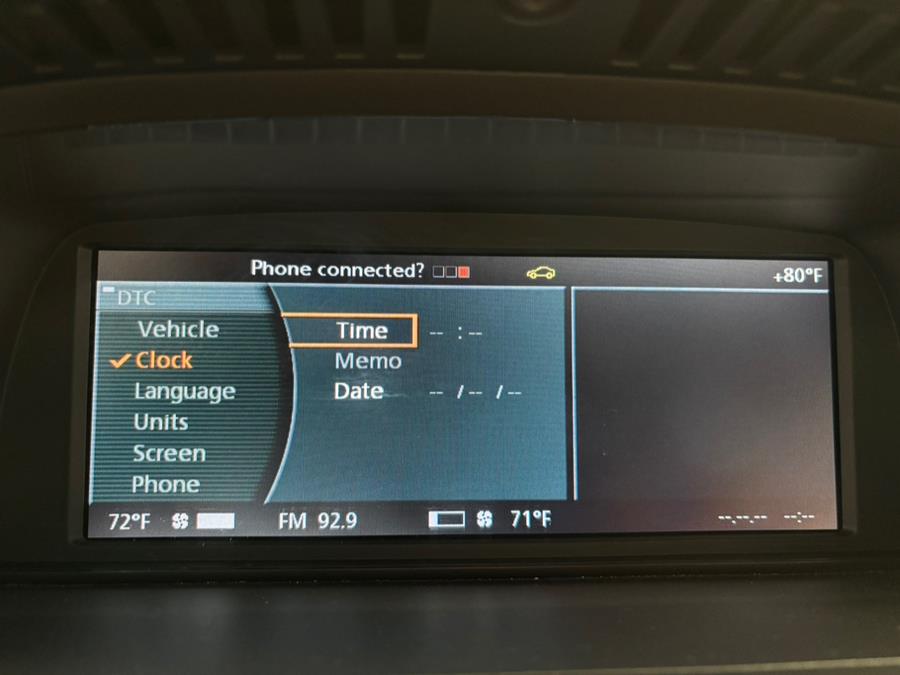 Phone connected?
+80°F
DTC
Vehicle
Clock
Language
Units
Screen
Phone
Time -- : --
Memo
Date -- / -- / --
72°F FM 92.9 71°F --.--.-- --:--